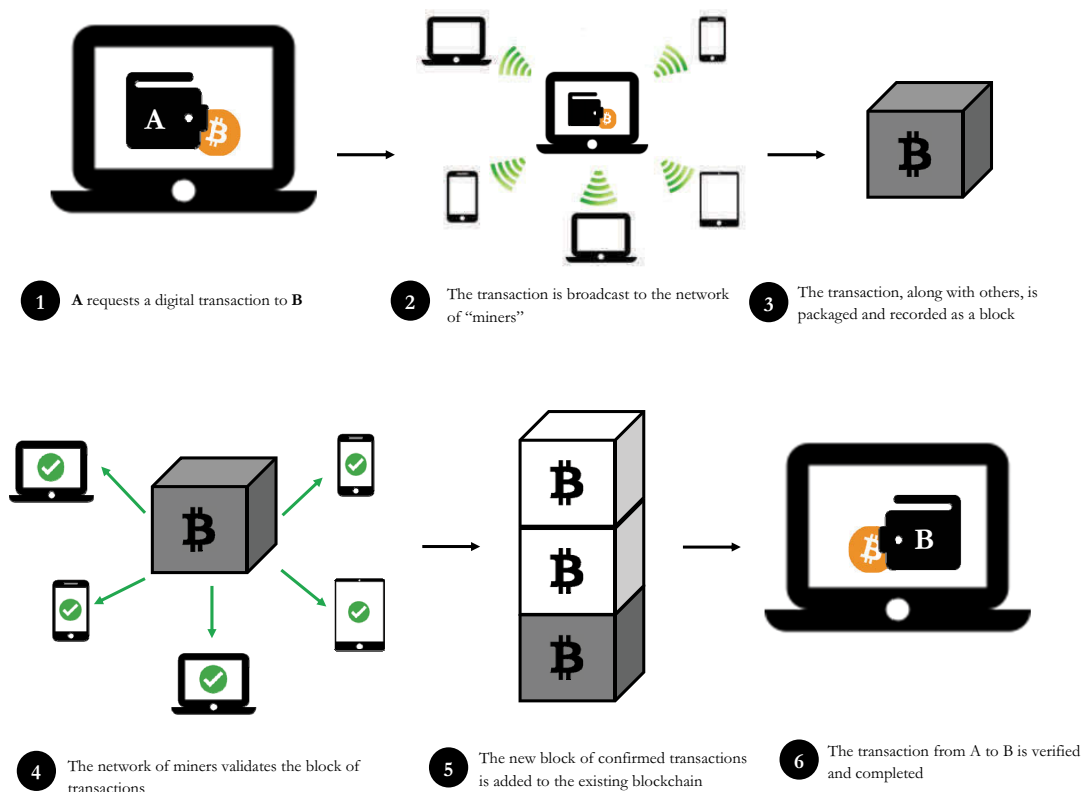 A
1 A requests a digital transaction to B
2 The transaction is broadcast to the network
of “miners”
3 The transaction, along with others, is
packaged and recorded as a block
4 The network of miners validates the block of
transactions
5 The new block of confirmed transactions
is added to the existing blockchain
B
6 The transaction from A to B is verified
and completed